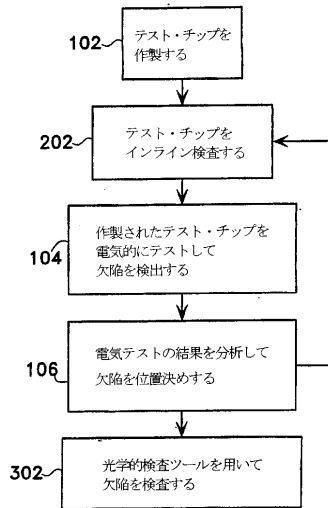 102
テスト・チップを
作製する
202
テスト・チップを
インライン検査する
104
作製されたテスト・チップを
電気的にテストして
欠陥を検出する
106
電気テストの結果を分析して
欠陥を位置決めする
302
光学的検査ツールを用いて
欠陥を検査する